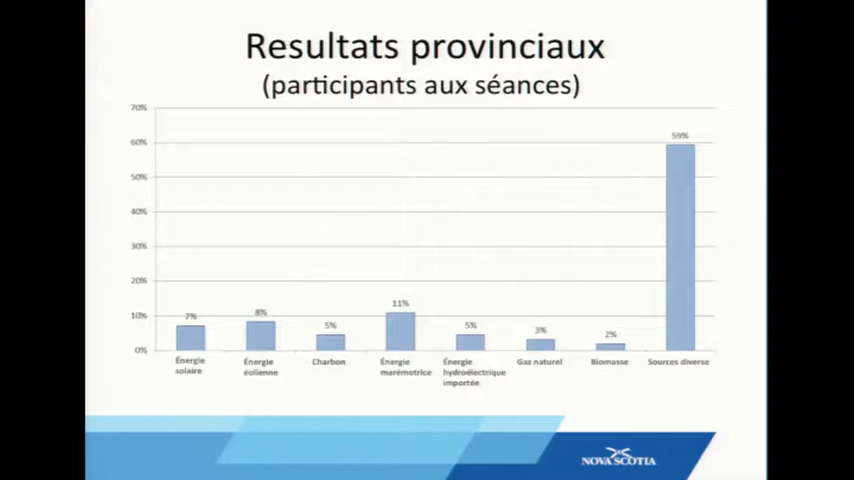 Resultats provinciaux
(participants aux séances)
70%
60%
50%
40%
30%
20%
10%
0%
7%
8%
5%
11%
5%
3%
2%
59%
Énergie
solaire
Énergie
éolienne
Charbon
Énergie
marémotrice
Énergie
hydroélectrique
importée
Gaz naturel
Biomasse
Sources diverse
NOVA SCOTIA